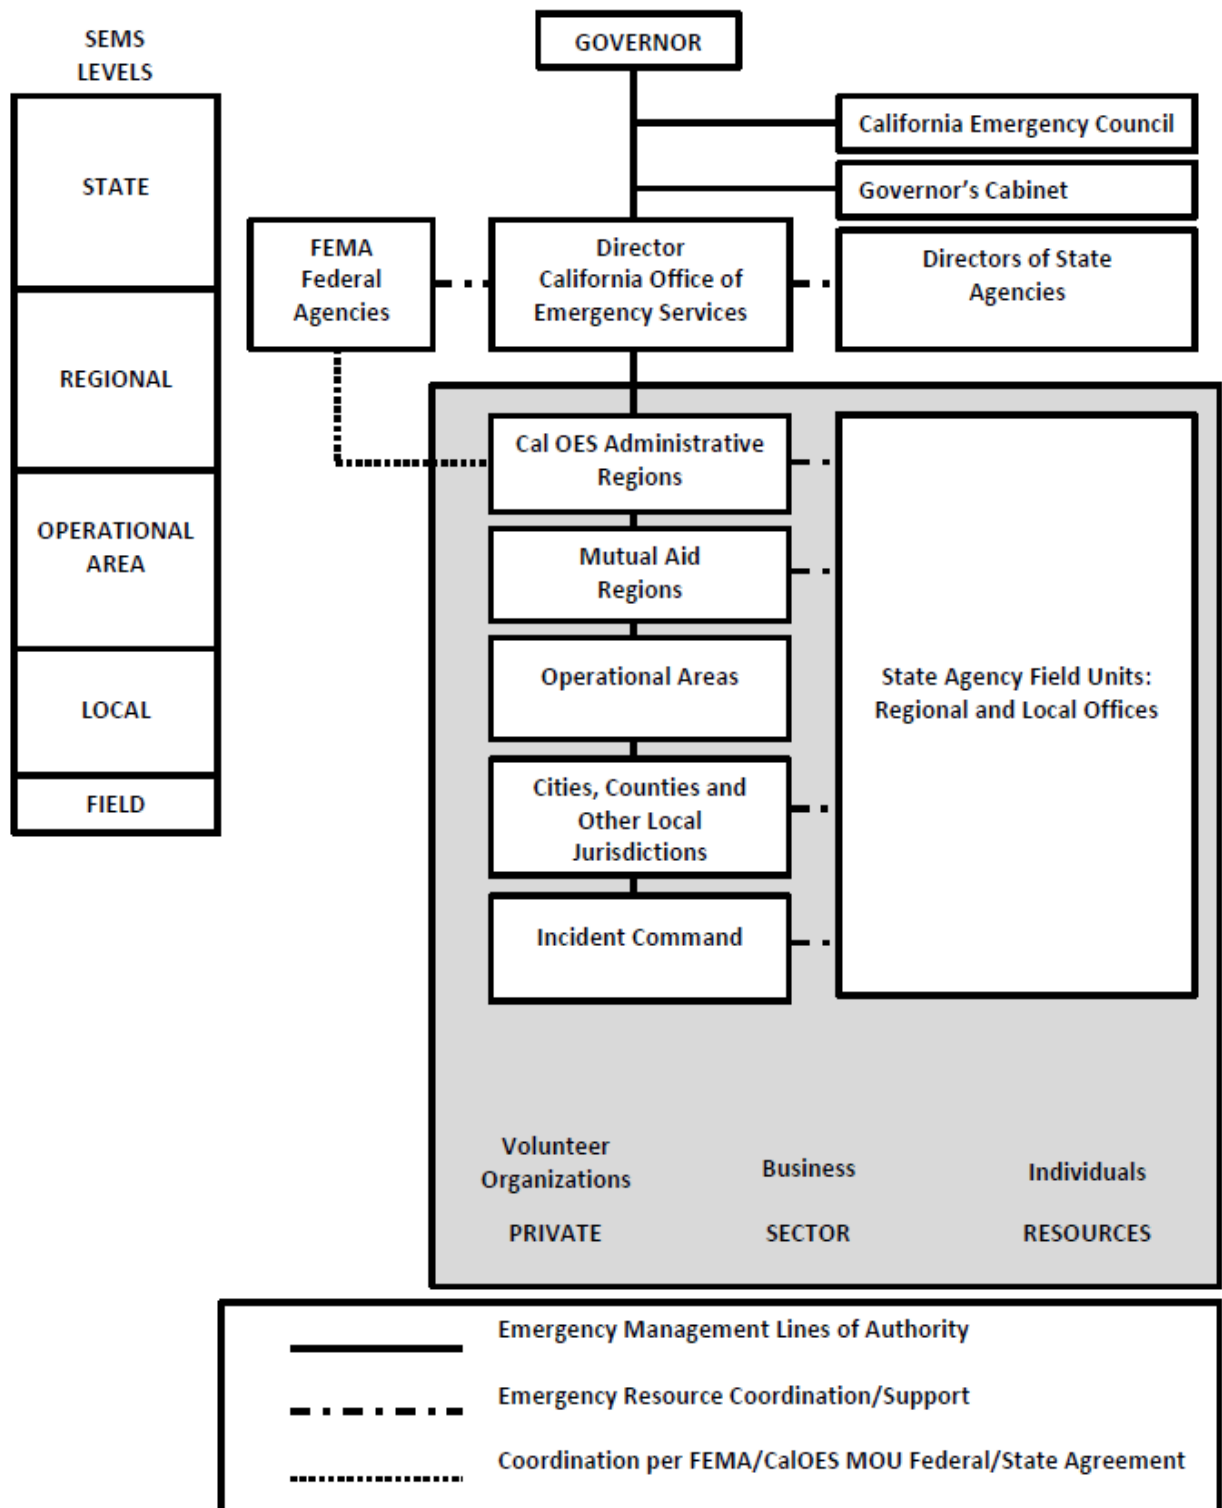 SEMS
LEVELS
STATE
REGIONAL
OPERATIONAL
AREA
LOCAL
FIELD
GOVERNOR
California Emergency Council
Governor’s Cabinet
FEMA
Federal
Agencies
Director
California Office of
Emergency Services
Directors of State
Agencies
Cal OES Administrative
Regions
Mutual Aid
Regions
Operational Areas
Cities, Counties and
Other Local
Jurisdictions
Incident Command
State Agency Field Units:
Regional and Local Offices
Volunteer
Organizations
Business
Individuals
PRIVATE
SECTOR
RESOURCES
Emergency Management Lines of Authority
Emergency Resource Coordination/Support
Coordination per FEMA/CalOES MOU Federal/State Agreement